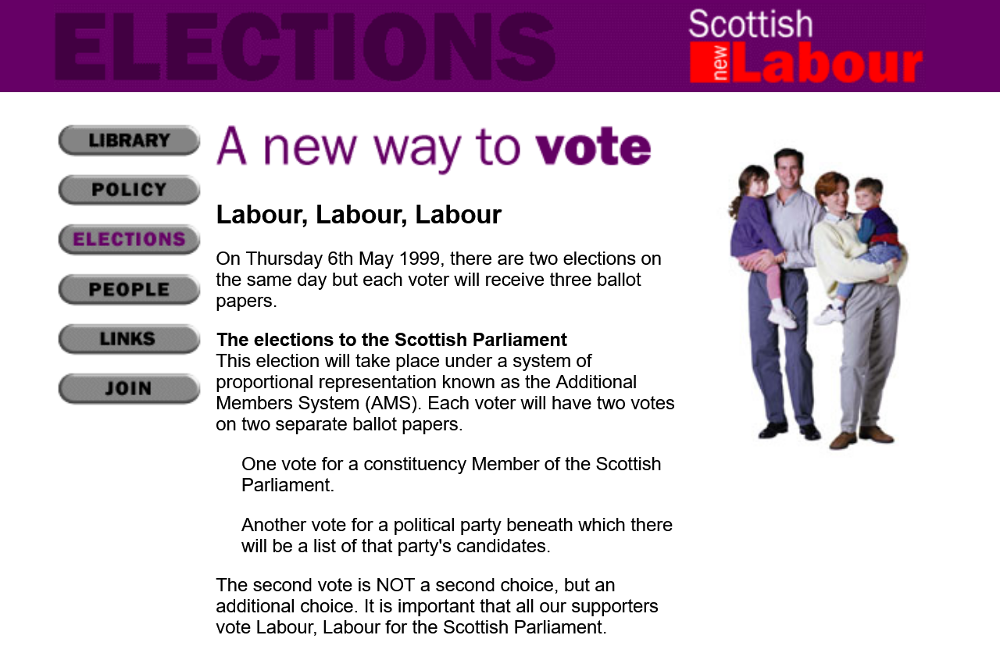 ELECTIONS
Scottish
new Labour
LIBRARY
POLICY
ELECTIONS
PEOPLE
LINKS
JOIN
A new way to vote
Labour, Labour, Labour
On Thursday 6th May 1999, there are two elections on
the same day but each voter will receive three ballot
papers.
The elections to the Scottish Parliament
This election will take place under a system of
proportional representation known as the Additional
Members System (AMS). Each voter will have two votes
on two separate ballot papers.
One vote for a constituency Member of the Scottish
Parliament.
Another vote for a political party beneath which there
will be a list of that party's candidates.
The second vote is NOT a second choice, but an
additional choice. It is important that all our supporters
vote Labour, Labour for the Scottish Parliament.